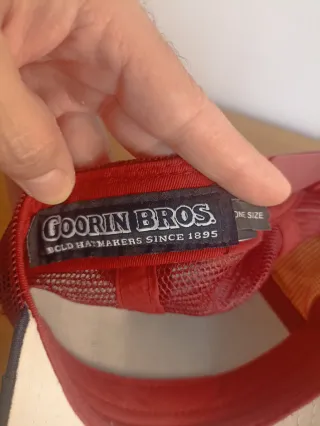 GOORIN BROS.
BOLD HATMAKERS SINCE 1895
ONE SIZE